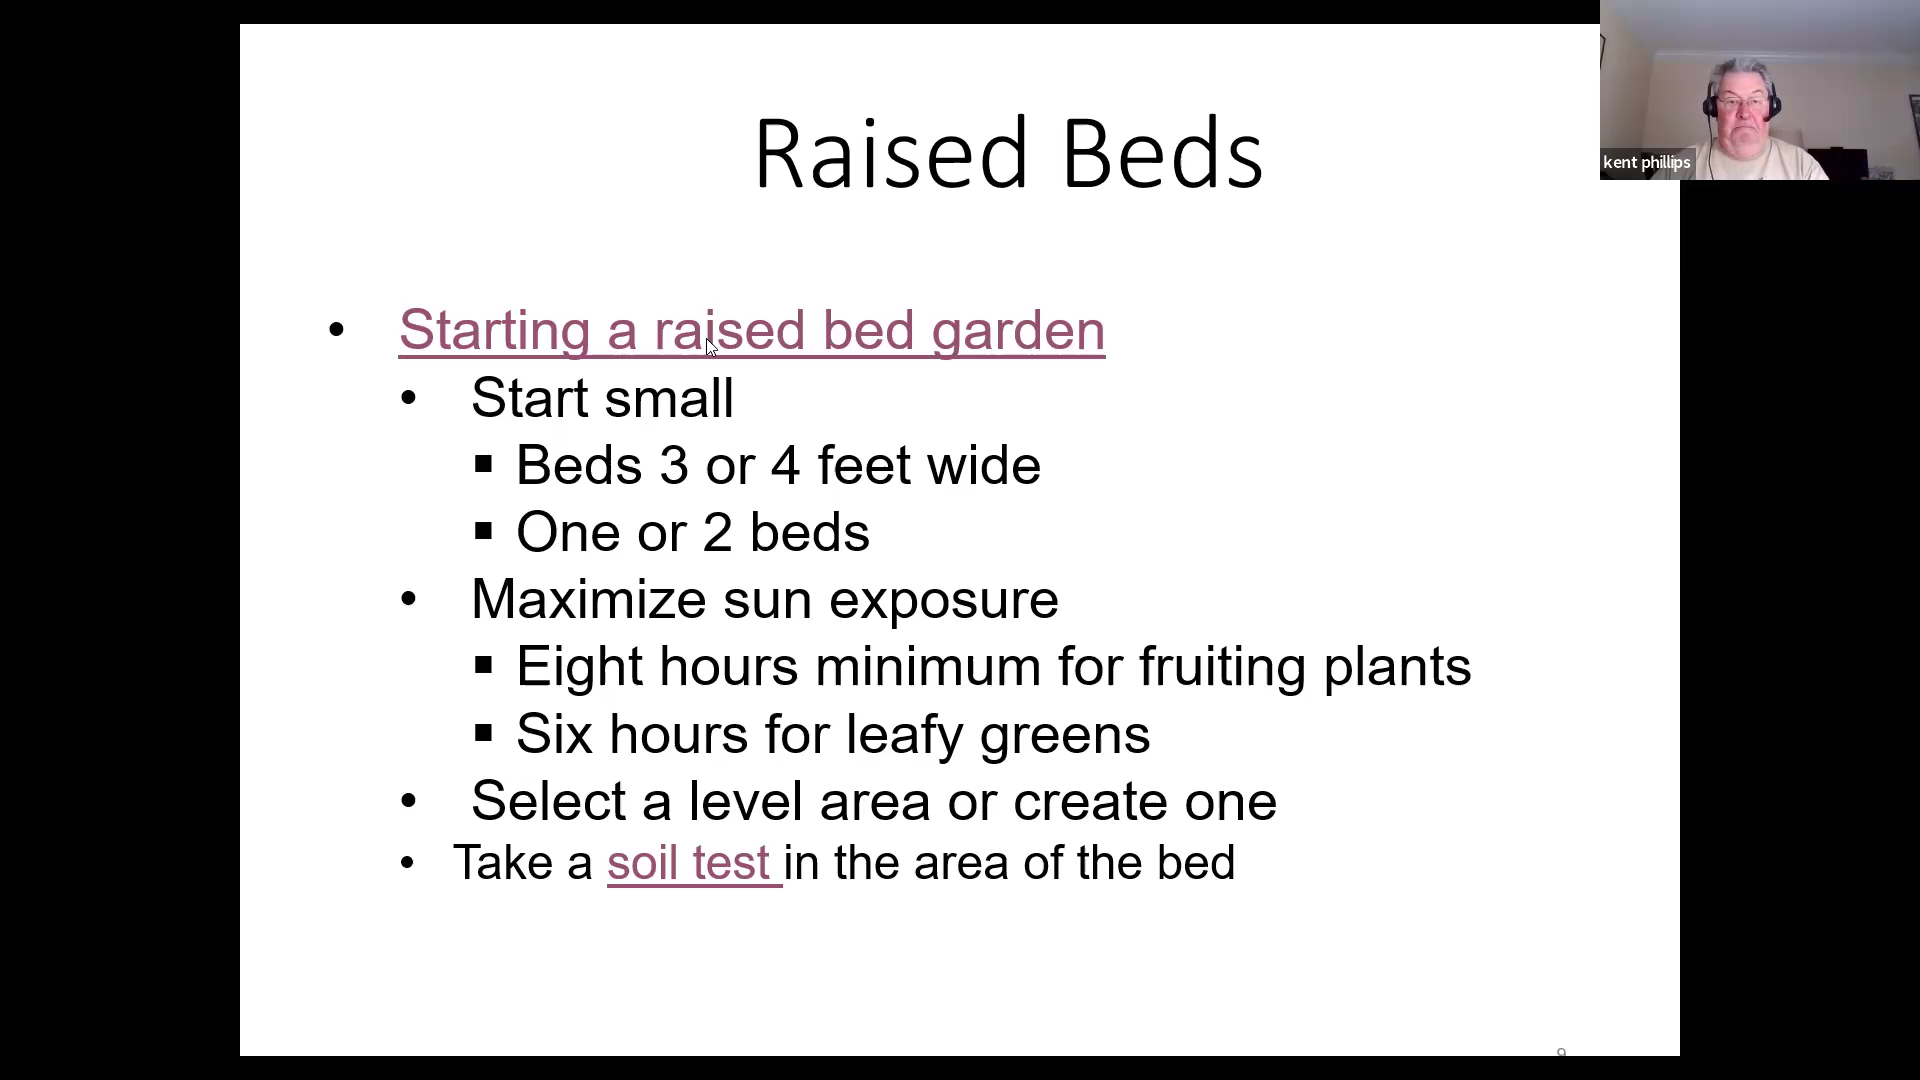 Raised Beds
kent phillips
• Starting a raised bed garden
• Start small
▪ Beds 3 or 4 feet wide
▪ One or 2 beds
• Maximize sun exposure
▪ Eight hours minimum for fruiting plants
▪ Six hours for leafy greens
• Select a level area or create one
• Take a soil test in the area of the bed
9